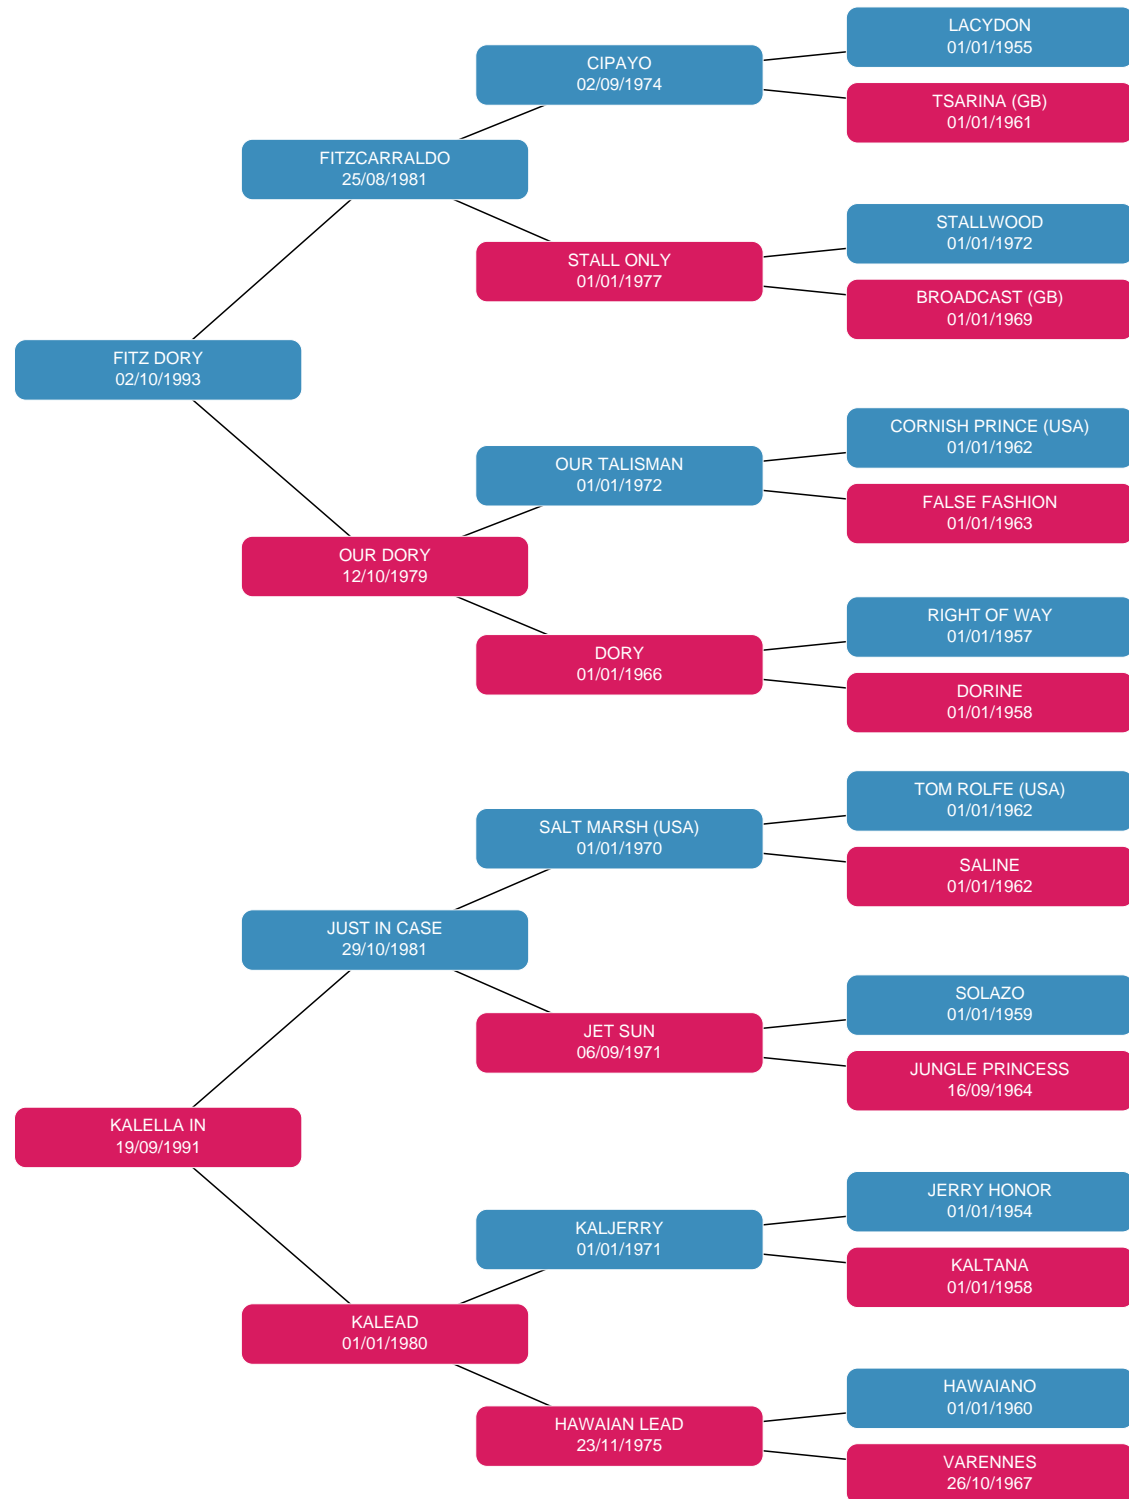 LACYDON
01/01/1955
CIPAYO
02/09/1974
TSARINA (GB)
01/01/1961
FITZCARRALDO
25/08/1981
STALLWOOD
01/01/1972
STALL ONLY
01/01/1977
BROADCAST (GB)
01/01/1969
FITZ DORY
02/10/1993
CORNISH PRINCE (USA)
01/01/1962
OUR TALISMAN
01/01/1972
FALSE FASHION
01/01/1963
OUR DORY
12/10/1979
RIGHT OF WAY
01/01/1957
DORY
01/01/1966
DORINE
01/01/1958
TOM ROLFE (USA)
01/01/1962
SALT MARSH (USA)
01/01/1970
SALINE
01/01/1962
JUST IN CASE
29/10/1981
SOLAZO
01/01/1959
JET SUN
06/09/1971
JUNGLE PRINCESS
16/09/1964
KALELLA IN
19/09/1991
JERRY HONOR
01/01/1954
KALJERRY
01/01/1971
KALTANA
01/01/1958
KALEAD
01/01/1980
HAWAIANO
01/01/1960
HAWAIAN LEAD
23/11/1975
VARENNES
26/10/1967